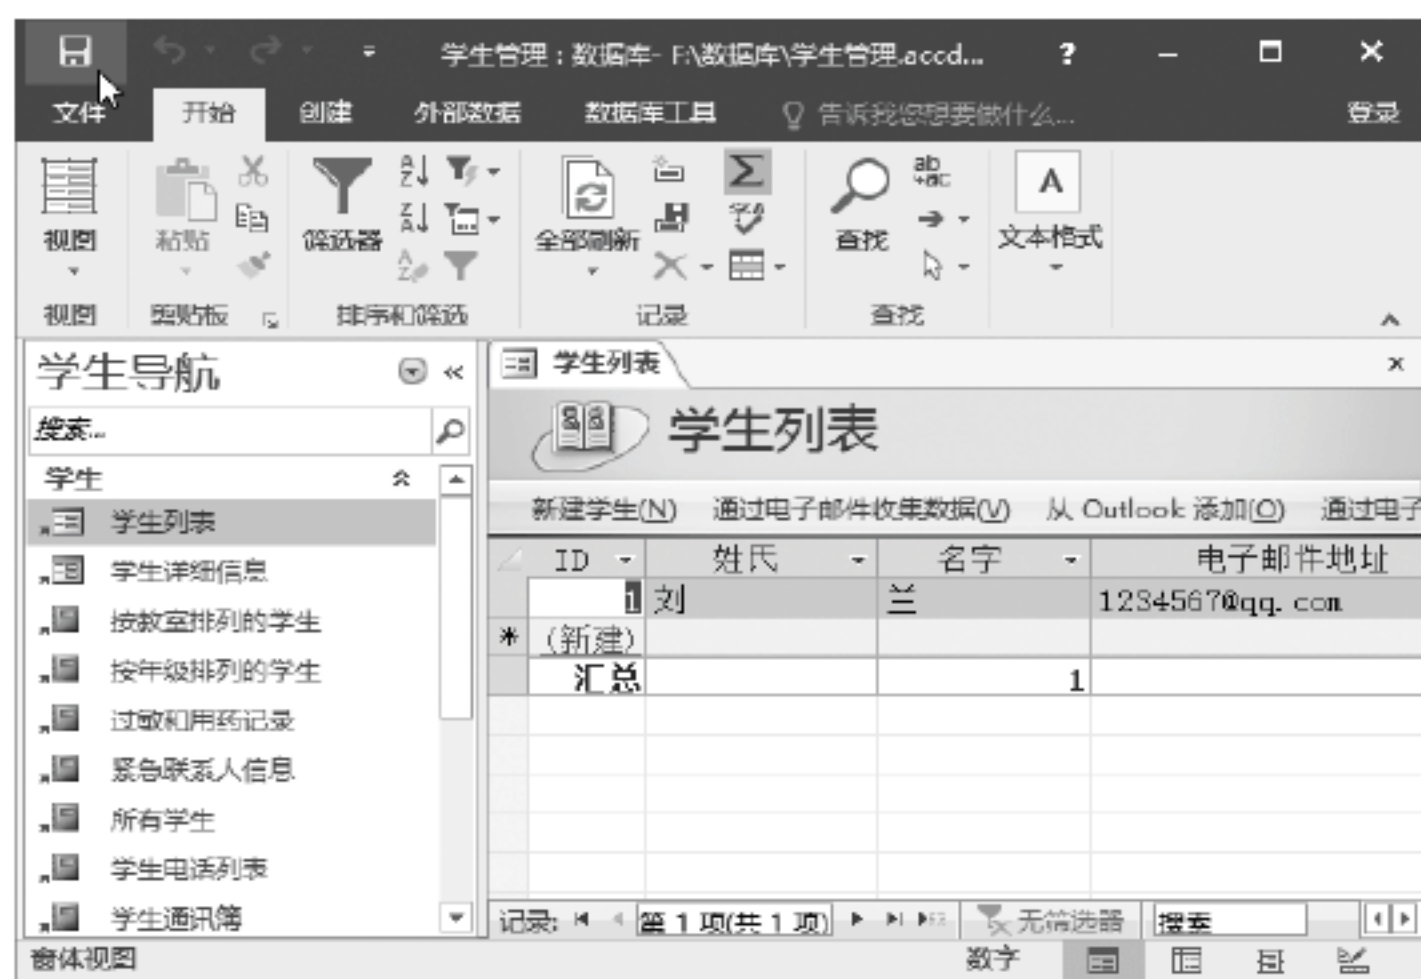 学生管理：数据库- F:\数据库\学生管理.accd... ?
文件 开始 创建 外部数据 数据库工具 告诉我您想要做什么... 登录
视图 粘贴 筛选器 全部刷新 查找 文本格式
视图 剪贴板 排序和筛选 记录 查找
学生导航
搜索...
学生
学生列表
学生详细信息
按教室排列的学生
按年级排列的学生
过敏和用药记录
紧急联系人信息
所有学生
学生电话列表
学生通讯簿
学生列表
学生列表
新建学生(N) 通过电子邮件收集数据(V) 从 Outlook 添加(O) 通过电子
ID 姓氏 名字 电子邮件地址
1 刘 兰 1234567@qq.com
* (新建)
汇总 1
记录: 第 1 项(共 1 项) 无筛选器 搜索
窗体视图 数字